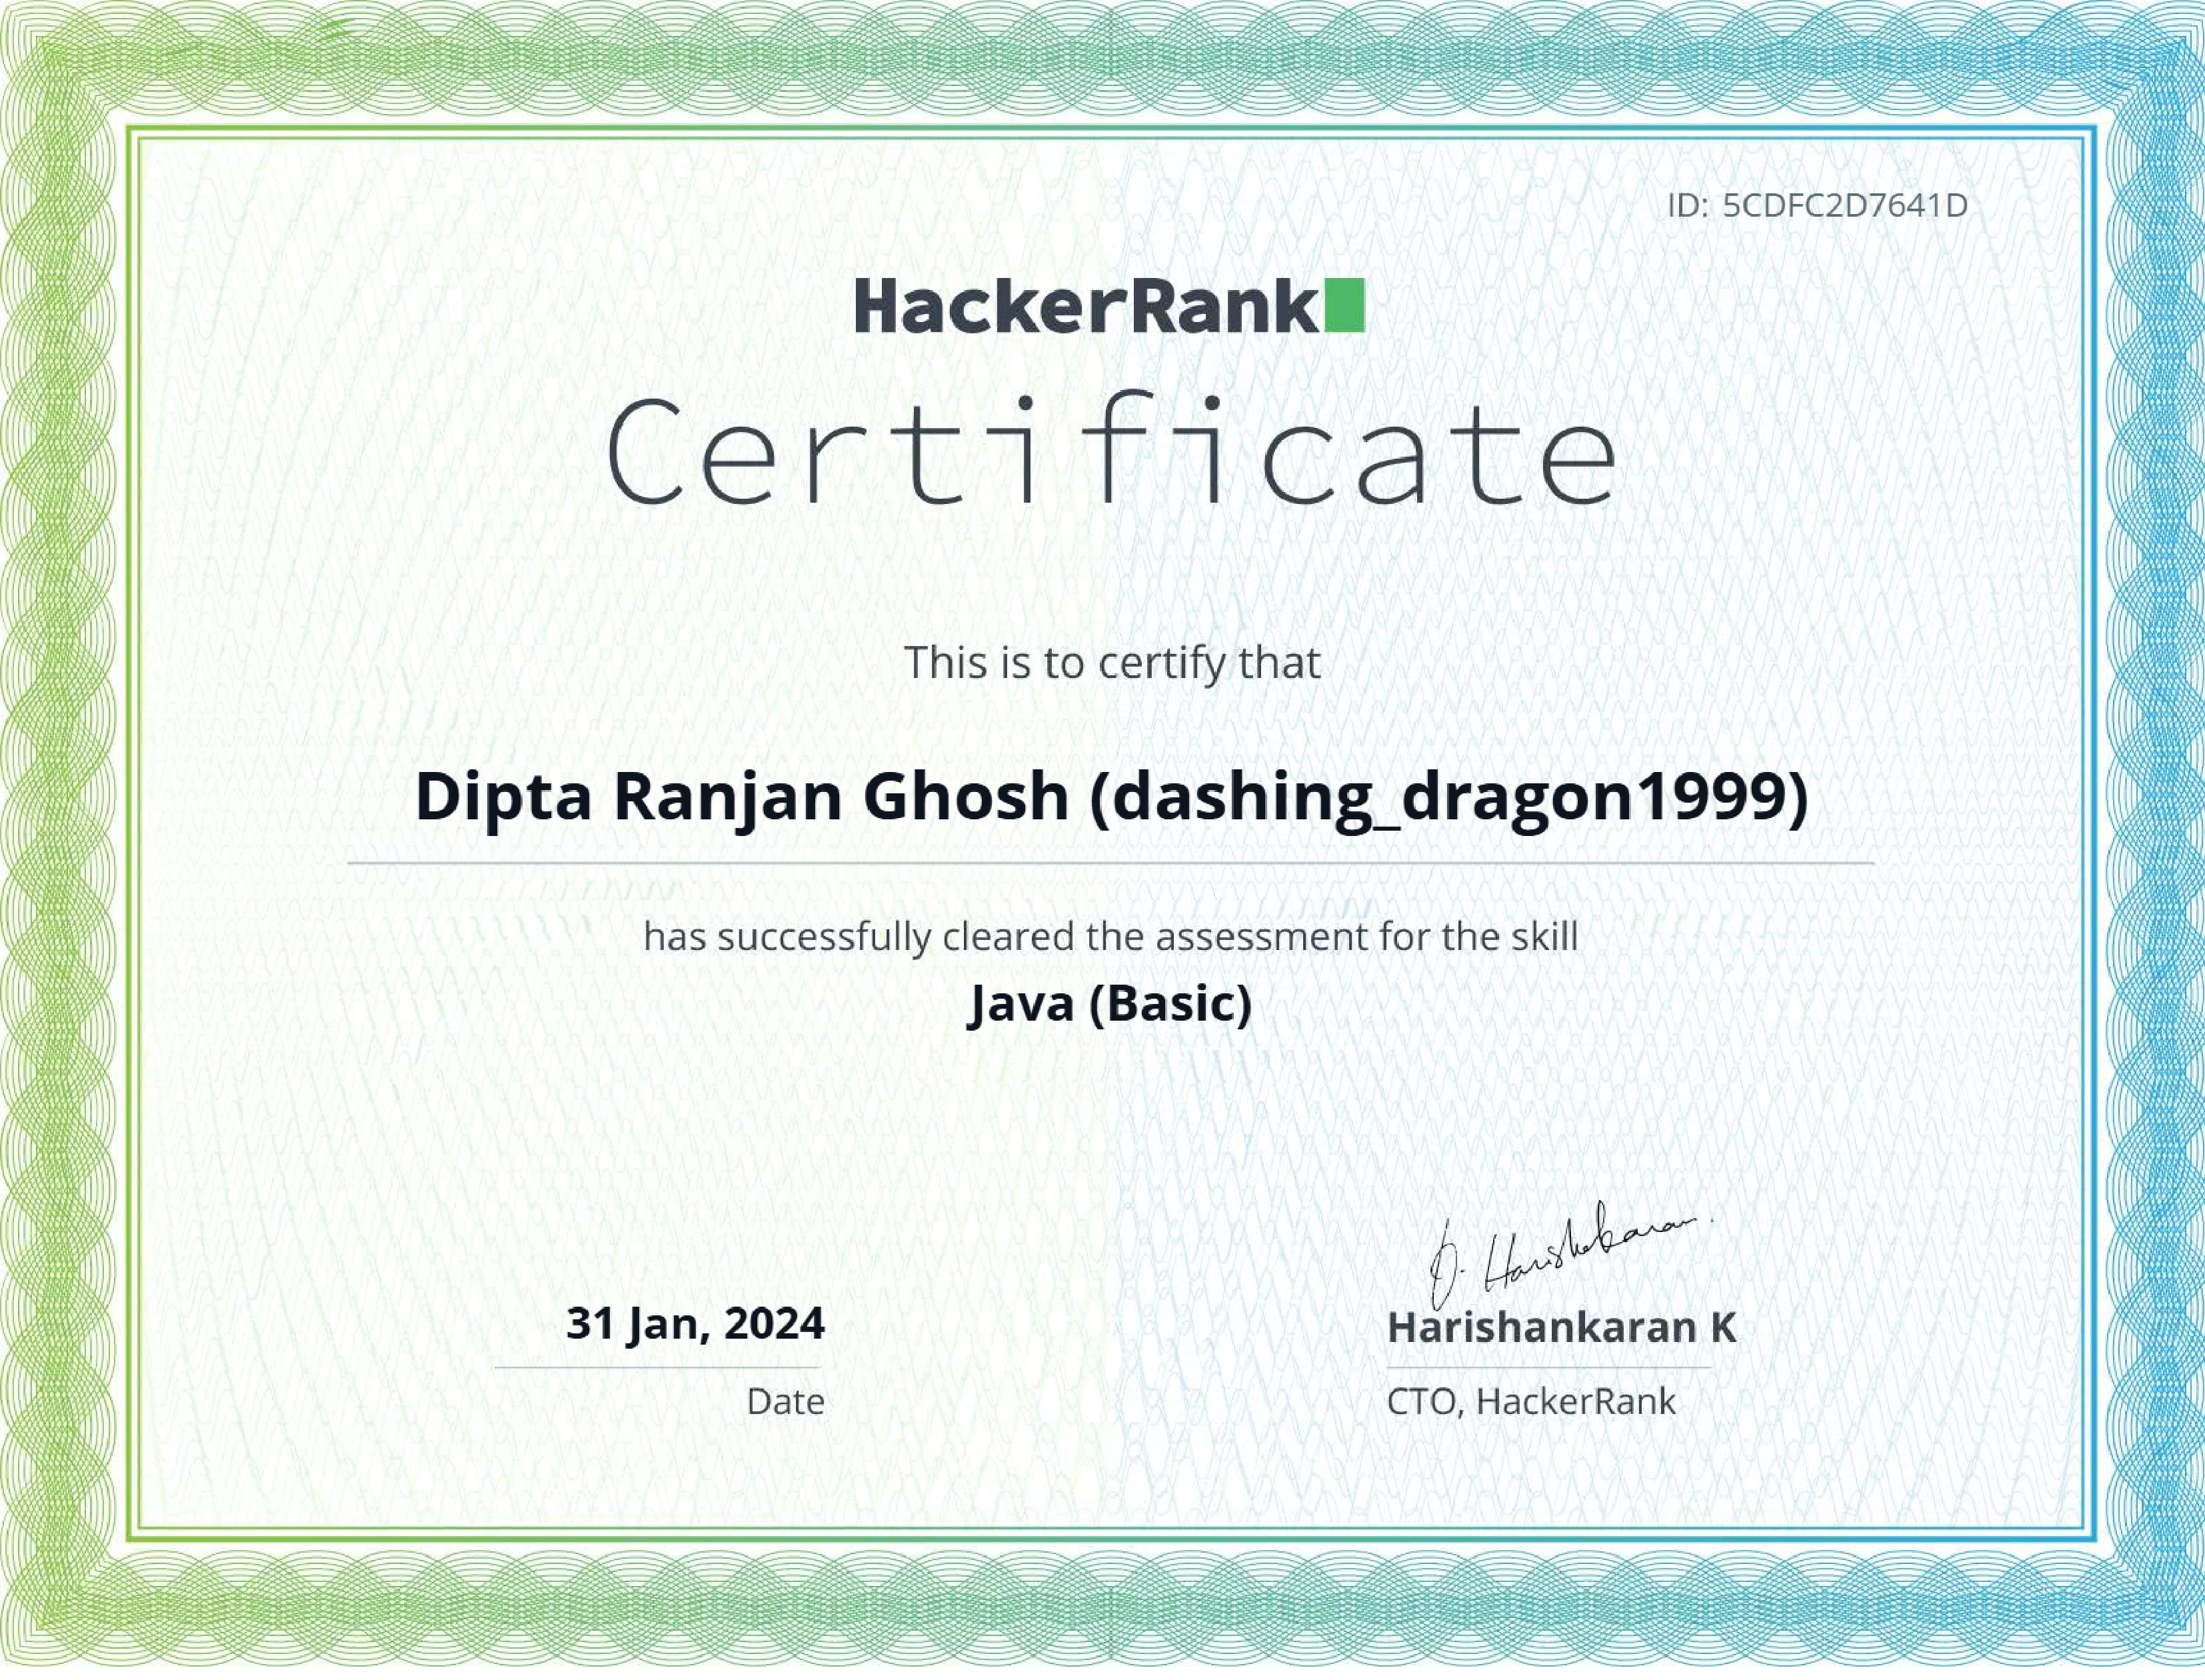 ID: 5CDFC2D7641D
HackerRank
Certificate
This is to certify that
Dipta Ranjan Ghosh (dashing_dragon1999)
has successfully cleared the assessment for the skill
Java (Basic)
31 Jan, 2024
Date
Harishankaran K
CTO, HackerRank